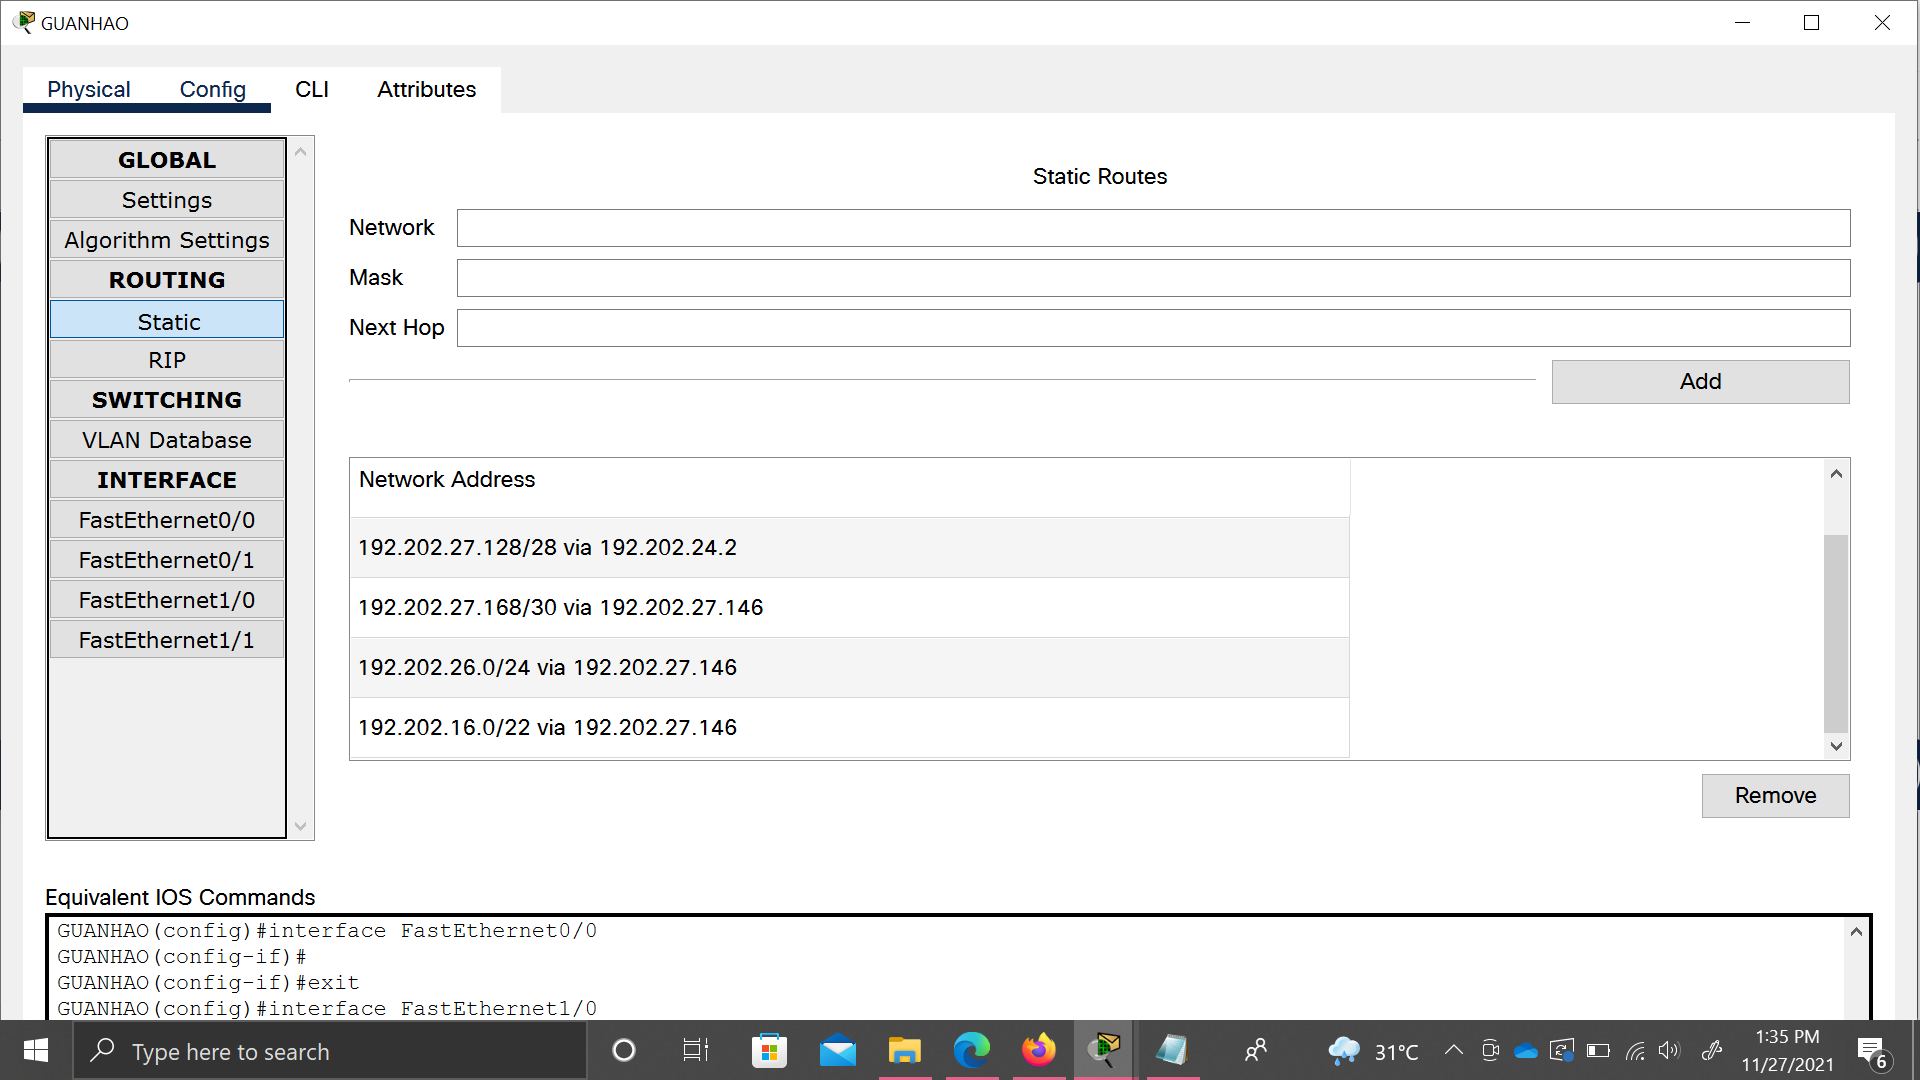 GUANHAO
Physical Config CLI Attributes
GLOBAL
Settings
Algorithm Settings
ROUTING
Static
RIP
SWITCHING
VLAN Database
INTERFACE
FastEthernet0/0
FastEthernet0/1
FastEthernet1/0
FastEthernet1/1
Static Routes
Network
Mask
Next Hop
Add
Network Address
192.202.27.128/28 via 192.202.24.2
192.202.27.168/30 via 192.202.27.146
192.202.26.0/24 via 192.202.27.146
192.202.16.0/22 via 192.202.27.146
Remove
Equivalent IOS Commands
GUANHAO(config)#interface FastEthernet0/0
GUANHAO(config-if)#
GUANHAO(config-if)#exit
GUANHAO(config)#interface FastEthernet1/0
Type here to search
31°C
1:35 PM
11/27/2021
6